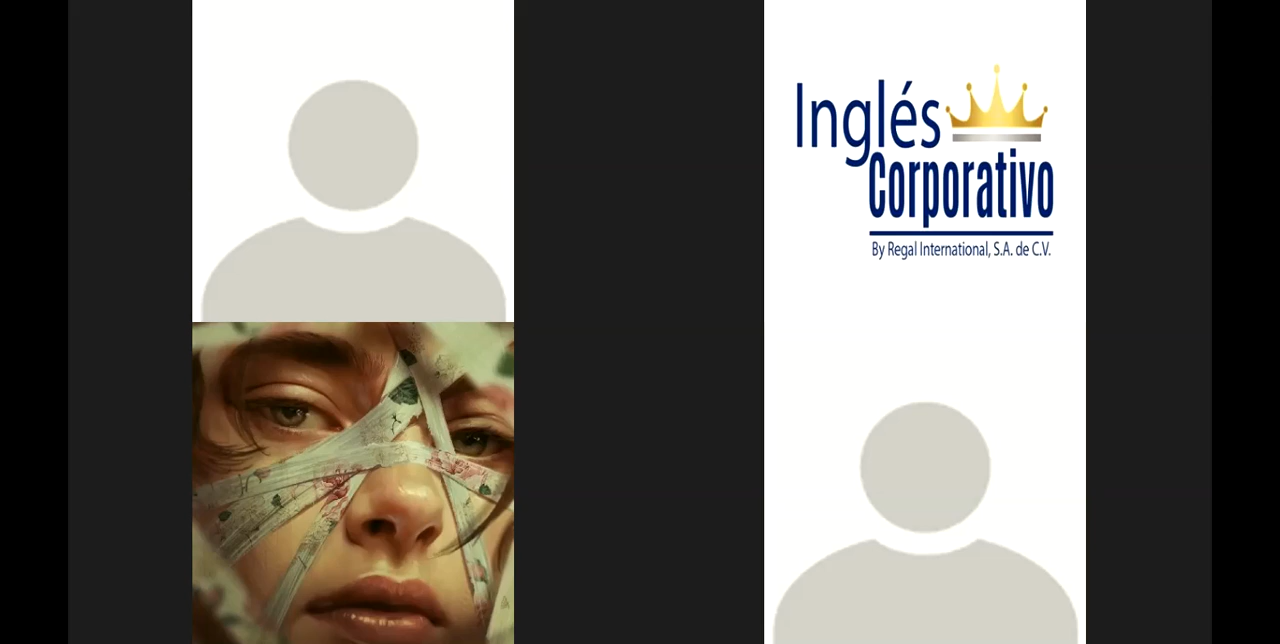 Inglés
Corporativo
By Regal International, S.A. de C.V.